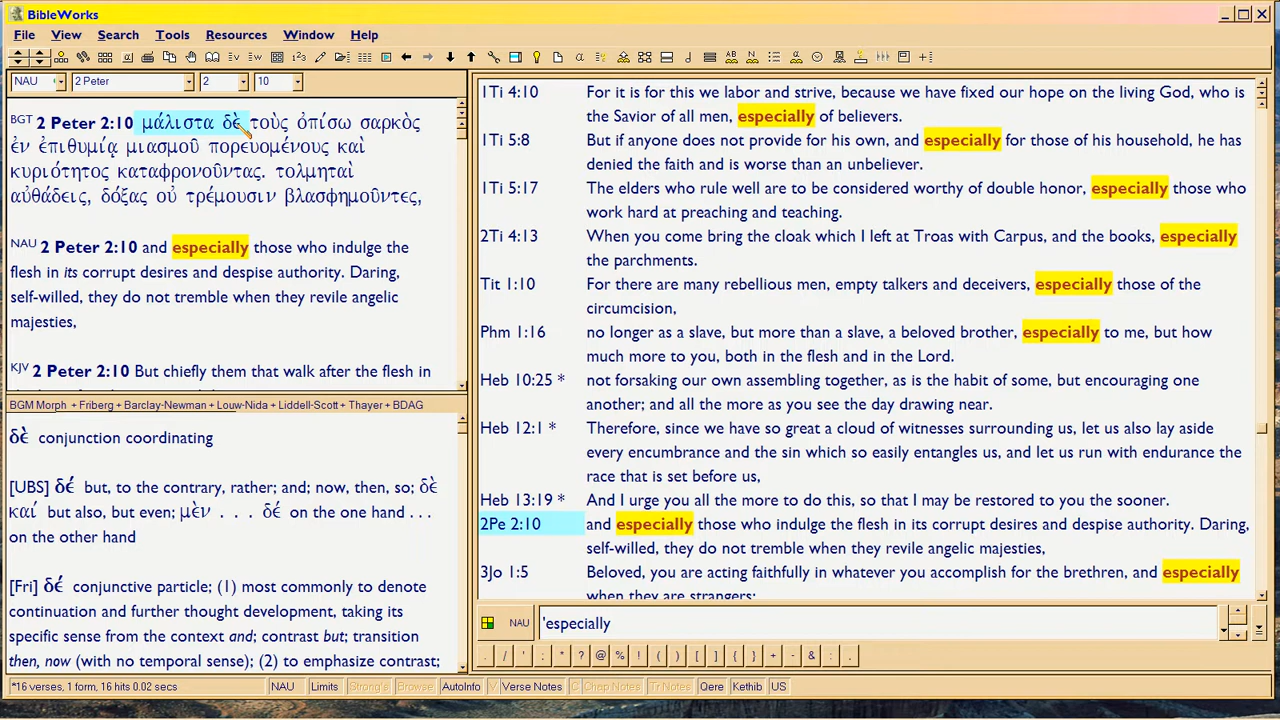 BibleWorks
File View Search Tools Resources Window Help
NAU 2 Peter 2 10
BGT 2 Peter 2:10 μάλιστα δὲ τοὺς ὀπίσω σαρκὸς
ἐν ἐπιθυμίᾳ μιασμοῦ πορευομένους καὶ
κυριότητος καταφρονοῦντας. τολμηταὶ
αὐθάδεις, δόξας οὐ τρέμουσιν βλασφημοῦντες,
NAU 2 Peter 2:10 and especially those who indulge the
flesh in its corrupt desires and despise authority. Daring,
self-willed, they do not tremble when they revile angelic
majesties,
KJV 2 Peter 2:10 But chiefly them that walk after the flesh in
BGM Morph + Friberg + Barclay-Newman + Louw-Nida + Liddell-Scott + Thayer + BDAG
δὲ conjunction coordinating
[UBS] δέ but, to the contrary, rather; and; now, then, so; δὲ
καί but also, but even; μὲν . . . δέ on the one hand . . .
on the other hand
[Fri] δέ conjunctive particle; (1) most commonly to denote
continuation and further thought development, taking its
specific sense from the context and; contrast but; transition
then, now (with no temporal sense); (2) to emphasize contrast;
1Ti 4:10 For it is for this we labor and strive, because we have fixed our hope on the living God, who is
the Savior of all men, especially of believers.
1Ti 5:8 But if anyone does not provide for his own, and especially for those of his household, he has
denied the faith and is worse than an unbeliever.
1Ti 5:17 The elders who rule well are to be considered worthy of double honor, especially those who
work hard at preaching and teaching.
2Ti 4:13 When you come bring the cloak which I left at Troas with Carpus, and the books, especially
the parchments.
Tit 1:10 For there are many rebellious men, empty talkers and deceivers, especially those of the
circumcision,
Phm 1:16 no longer as a slave, but more than a slave, a beloved brother, especially to me, but how
much more to you, both in the flesh and in the Lord.
Heb 10:25 * not forsaking our own assembling together, as is the habit of some, but encouraging one
another; and all the more as you see the day drawing near.
Heb 12:1 * Therefore, since we have so great a cloud of witnesses surrounding us, let us also lay aside
every encumbrance and the sin which so easily entangles us, and let us run with endurance the
race that is set before us,
Heb 13:19 * And I urge you all the more to do this, so that I may be restored to you the sooner.
2Pe 2:10 and especially those who indulge the flesh in its corrupt desires and despise authority. Daring,
self-willed, they do not tremble when they revile angelic majesties,
3Jo 1:5 Beloved, you are acting faithfully in whatever you accomplish for the brethren, and especially
when they are strangers;
NAU 'especially
. / ' ; * ? @ % ! ( ) [ ] { } + - & : .
*16 verses, 1 form, 16 hits 0.02 secs NAU Limits Strong's Browse AutoInfo V Verse Notes C Chap Notes Tr Notes Qere Kethib US